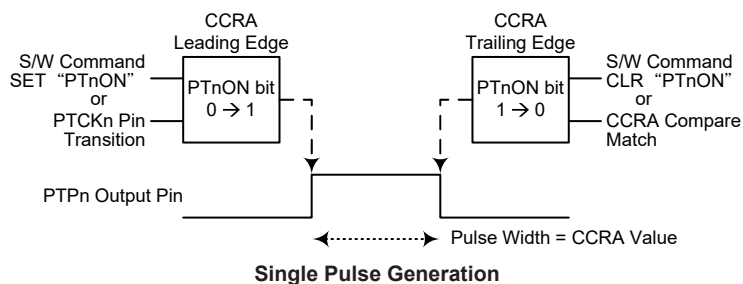 CCRA
Leading Edge
CCRA
Trailing Edge
S/W Command
SET “PTnON”
or
PTCKn Pin
Transition
PTnON bit
0 → 1
PTnON bit
1 → 0
S/W Command
CLR “PTnON”
or
CCRA Compare
Match
PTPn Output Pin
Pulse Width = CCRA Value
Single Pulse Generation